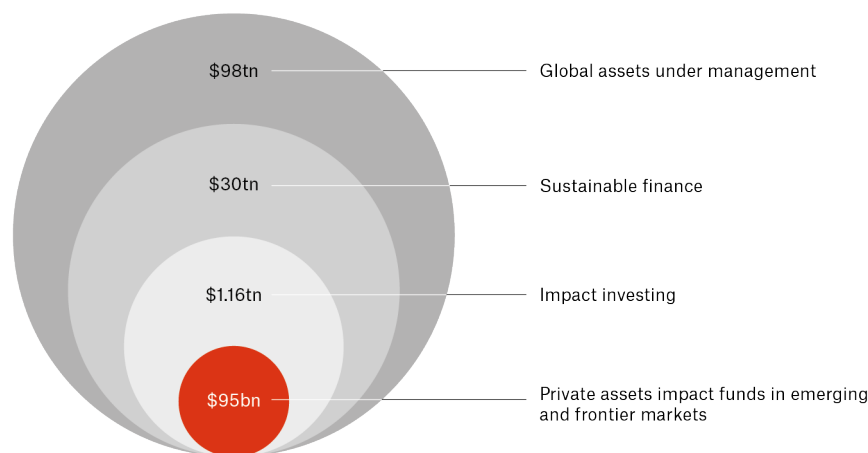 $98tn
Global assets under management
$30tn
Sustainable finance
$1.16tn
Impact investing
$95bn
Private assets impact funds in emerging
and frontier markets